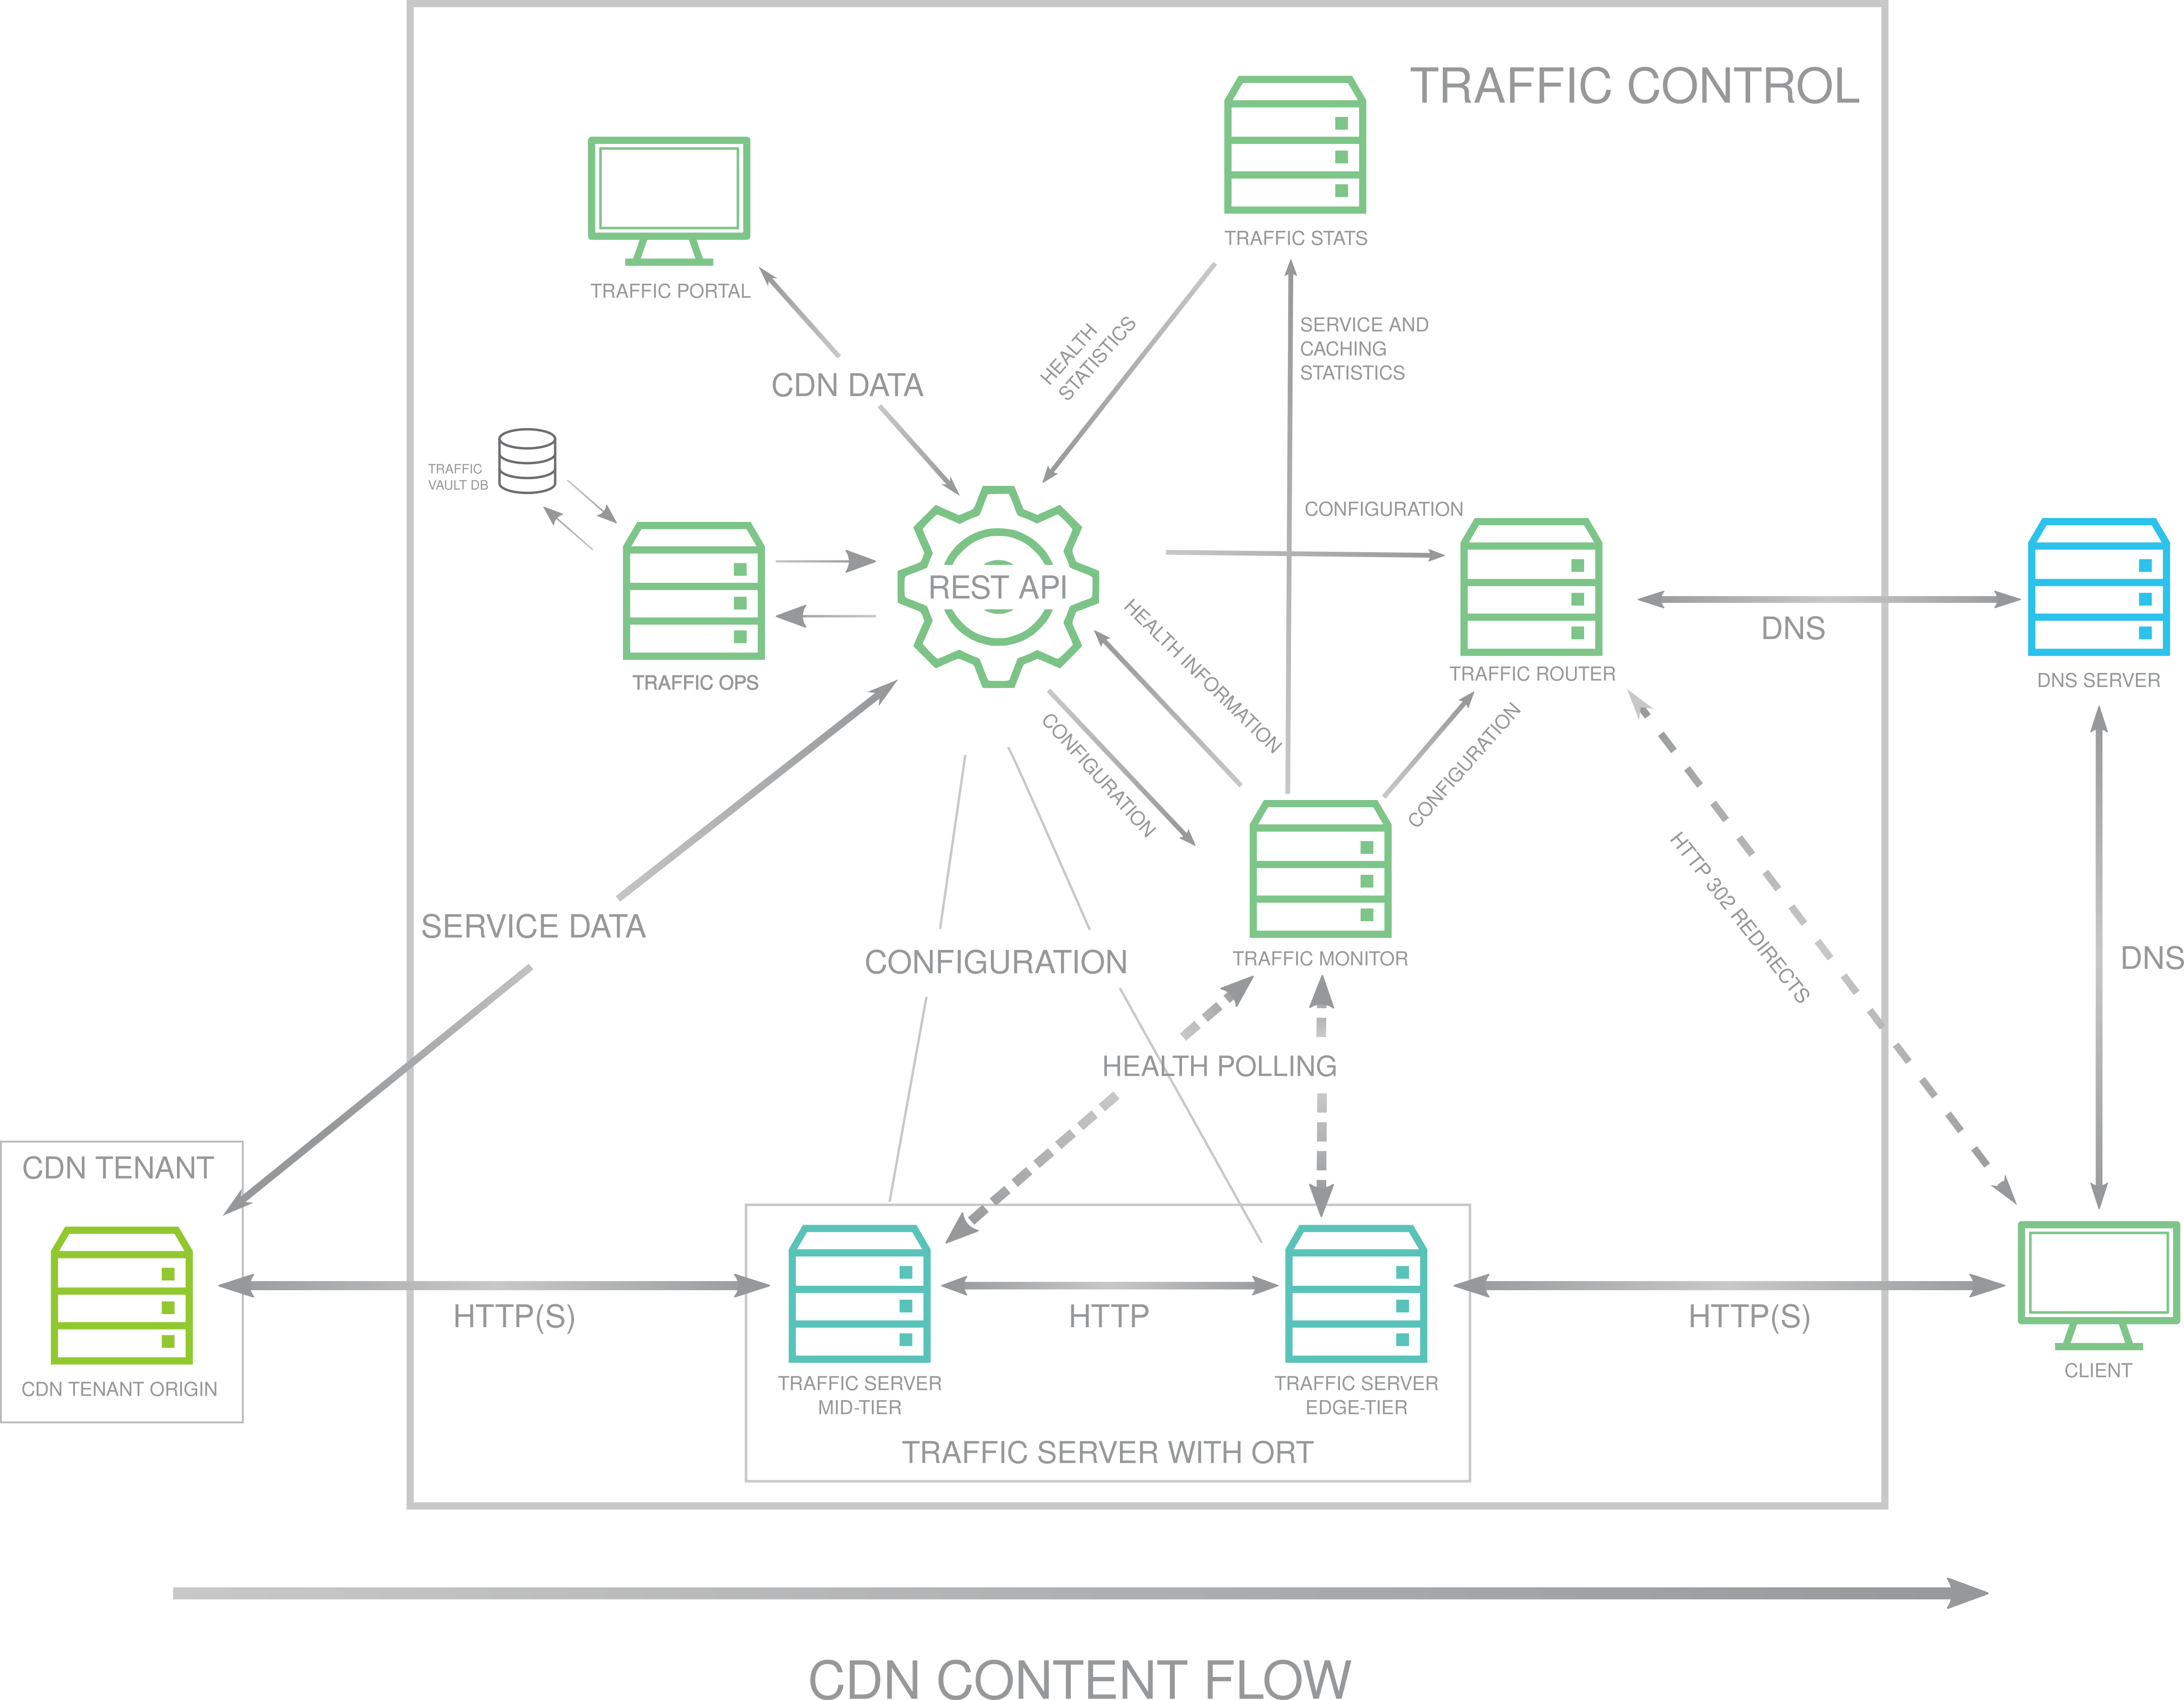 TRAFFIC CONTROL
TRAFFIC STATS
TRAFFIC PORTAL
HEALTH
STATISTICS
SERVICE AND
CACHING
STATISTICS
CDN DATA
TRAFFIC
VAULT DB
CONFIGURATION
REST API
TRAFFIC OPS
HEALTH INFORMATION
TRAFFIC ROUTER
DNS
DNS SERVER
CONFIGURATION
CONFIGURATION
HTTP 302 REDIRECTS
SERVICE DATA
CONFIGURATION
TRAFFIC MONITOR
DNS
HEALTH POLLING
CDN TENANT
HTTP(S)
HTTP
HTTP(S)
CDN TENANT ORIGIN
TRAFFIC SERVER
MID-TIER
TRAFFIC SERVER
EDGE-TIER
CLIENT
TRAFFIC SERVER WITH ORT
CDN CONTENT FLOW